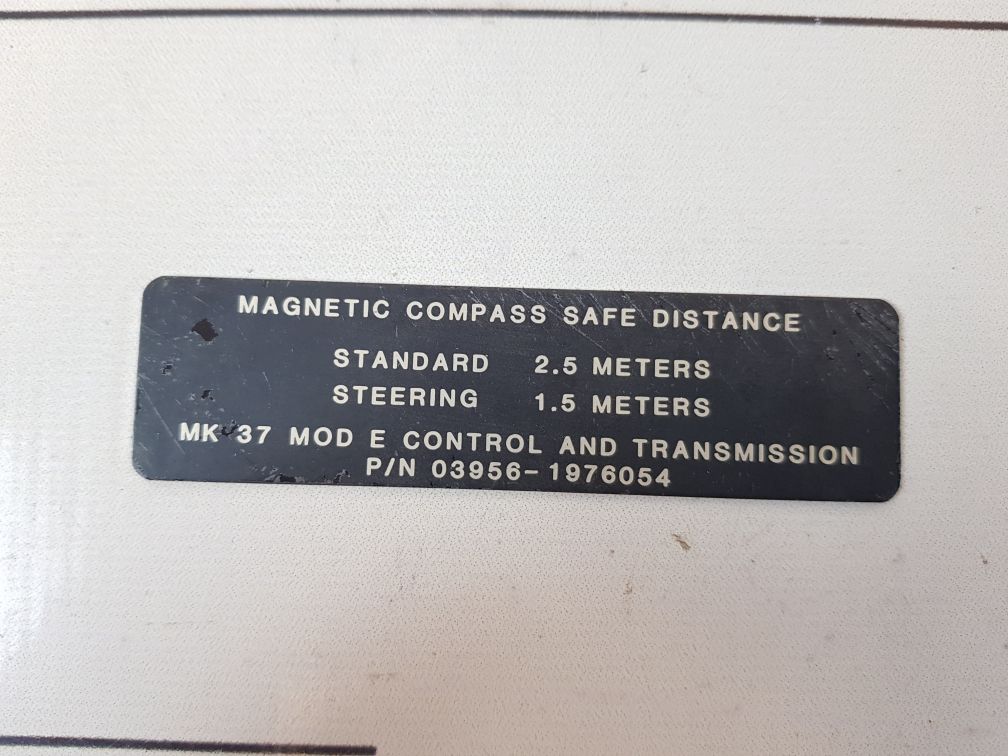 MAGNETIC COMPASS SAFE DISTANCE
STANDARD 2.5 METERS
STEERING 1.5 METERS
MK 37 MOD E CONTROL AND TRANSMISSION
P/N 03956-1976054